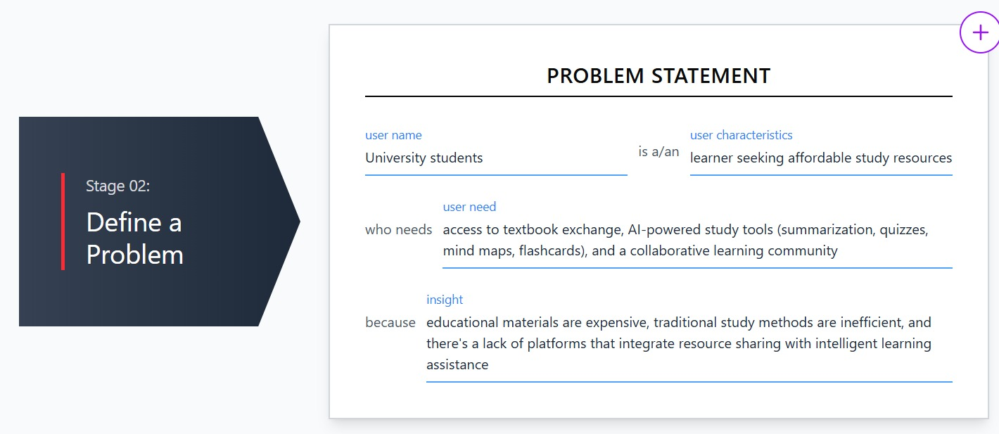 Stage 02:
Define a
Problem
PROBLEM STATEMENT
user name
University students
is a/an
user characteristics
learner seeking affordable study resources
who needs
user need
access to textbook exchange, AI-powered study tools (summarization, quizzes,
mind maps, flashcards), and a collaborative learning community
because
insight
educational materials are expensive, traditional study methods are inefficient, and
there's a lack of platforms that integrate resource sharing with intelligent learning
assistance